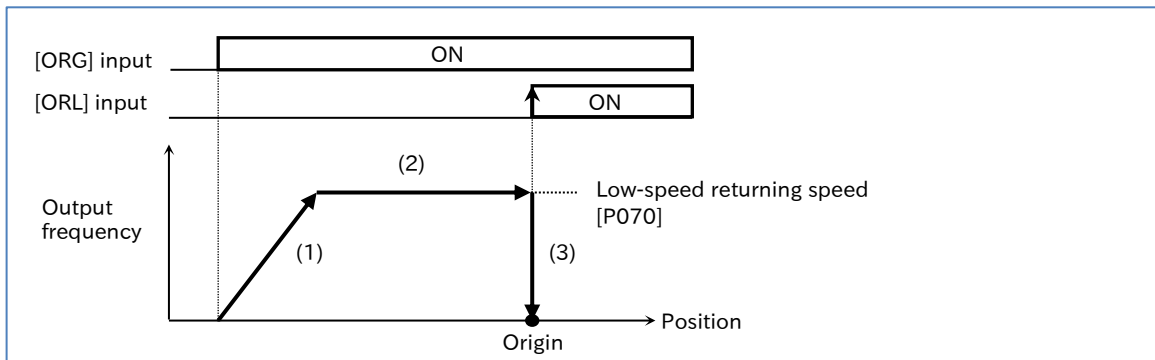 [ORG] input
ON
[ORL] input
ON
(2)
Low-speed returning speed
[P070]
Output
frequency
(1)
(3)
Position
Origin